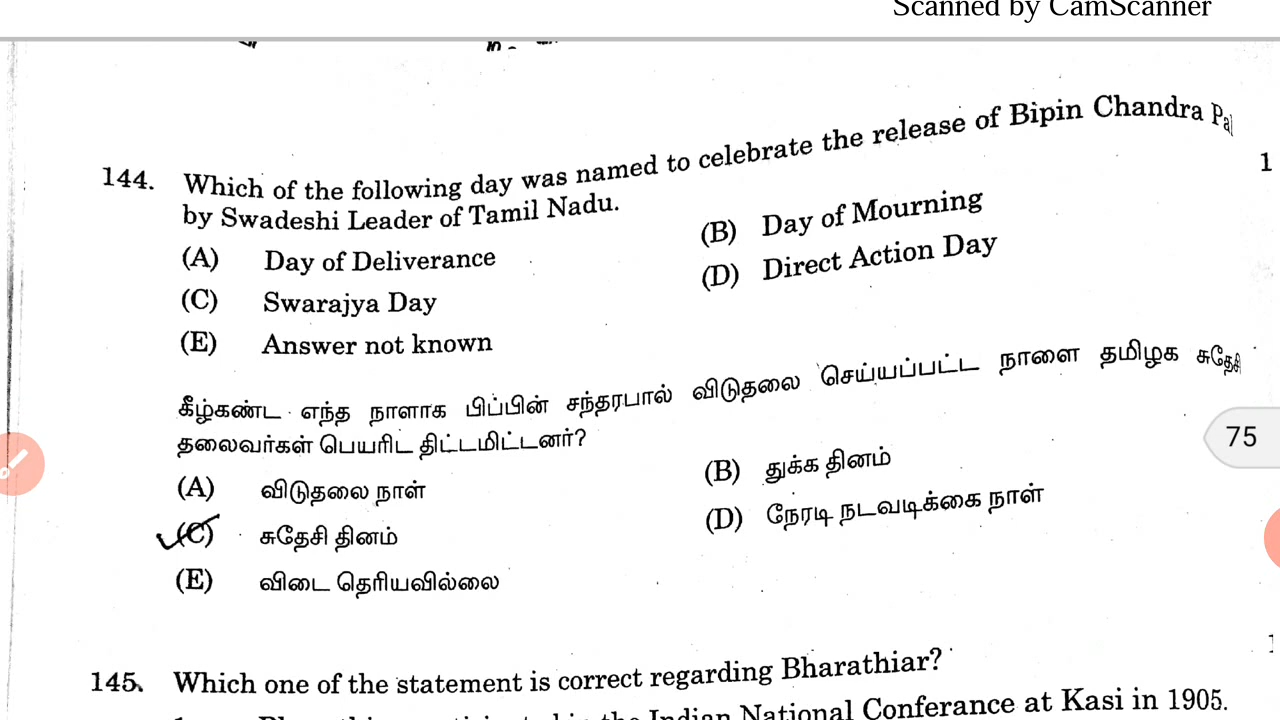 Scanned by CamScanner
144. Which of the following day was named to celebrate the release of Bipin Chandra Pal
by Swadeshi Leader of Tamil Nadu.
(A) Day of Deliverance (B) Day of Mourning
(C) Swarajya Day (D) Direct Action Day
(E) Answer not known
கீழ்கண்ட எந்த நாளாக பிப்பின் சந்தரபால் விடுதலை செய்யப்பட்ட நாளை தமிழக சுதேசி
தலைவர்கள் பெயரிட திட்டமிட்டனர்?
(A) விடுதலை நாள் (B) துக்க தினம்
(C) சுதேசி தினம் (D) நேரடி நடவடிக்கை நாள்
(E) விடை தெரியவில்லை
75
145. Which one of the statement is correct regarding Bharathiar?
the Indian National Conferance at Kasi in 1905.